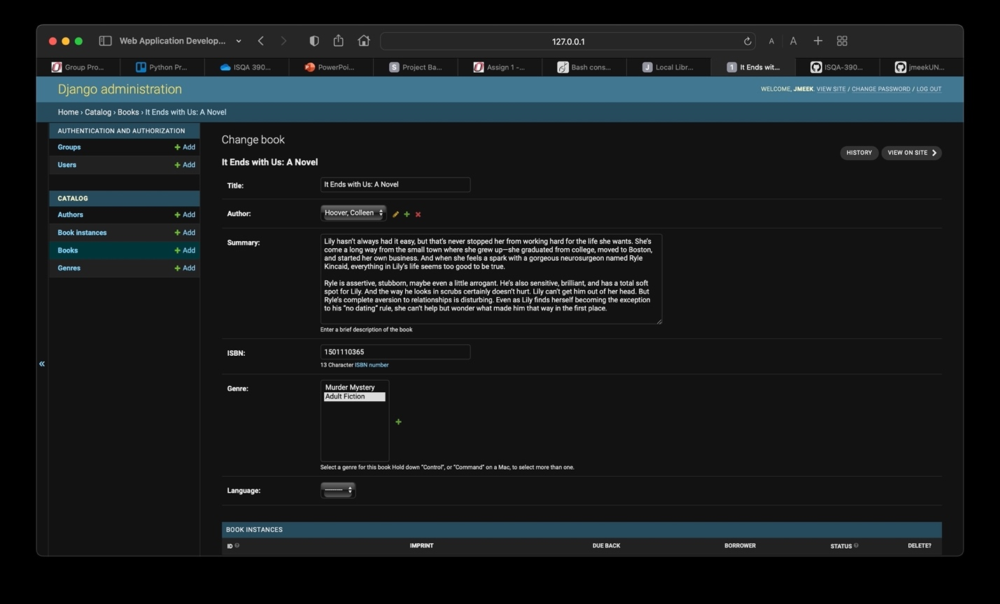 Web Application Develop...
127.0.0.1
A A
Group Pro...
Python Pr...
ISQA 390...
PowerPoi...
S Project Ba...
Assign 1 -...
Bash cons...
J Local Libr...
1 It Ends wit...
ISQA-390...
jmeekUN...
Django administration
WELCOME, JMEEK. VIEW SITE / CHANGE PASSWORD / LOG OUT
Home › Catalog › Books › It Ends with Us: A Novel
AUTHENTICATION AND AUTHORIZATION
Groups + Add
Users + Add
CATALOG
Authors + Add
Book instances + Add
Books + Add
Genres + Add
«
Change book
HISTORY
VIEW ON SITE
It Ends with Us: A Novel
Title: It Ends with Us: A Novel
Author: Hoover, Colleen
Summary:
Lily hasn't always had it easy, but that's never stopped her from working hard for the life she wants. She's
come a long way from the small town where she grew up—she graduated from college, moved to Boston,
and started her own business. And when she feels a spark with a gorgeous neurosurgeon named Ryle
Kincaid, everything in Lily's life seems too good to be true.
Ryle is assertive, stubborn, maybe even a little arrogant. He's also sensitive, brilliant, and has a total soft
spot for Lily. And the way he looks in scrubs certainly doesn't hurt. Lily can't get him out of her head. But
Ryle's complete aversion to relationships is disturbing. Even as Lily finds herself becoming the exception
to his “no dating” rule, she can't help but wonder what made him that way in the first place.
Enter a brief description of the book
ISBN: 1501110365
13 Character ISBN number
Genre:
Murder Mystery
Adult Fiction
Select a genre for this book Hold down “Control”, or “Command” on a Mac, to select more than one.
Language: ---------
BOOK INSTANCES
ID IMPRINT DUE BACK BORROWER STATUS DELETE?